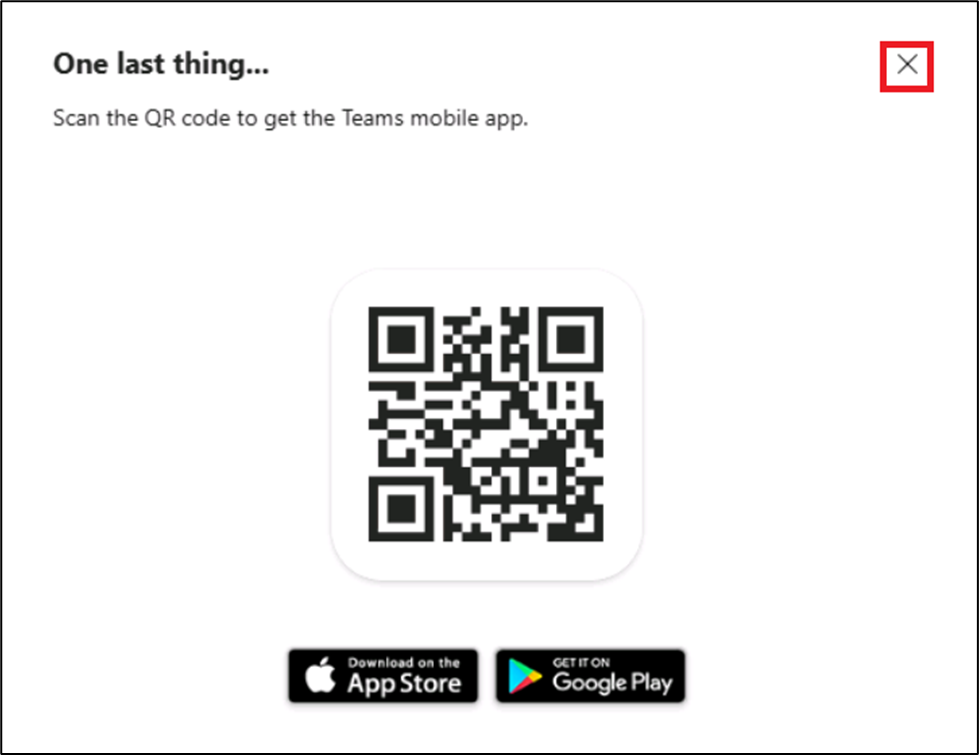 One last thing...
Scan the QR code to get the Teams mobile app.
Download on the
App Store
GET IT ON
Google Play